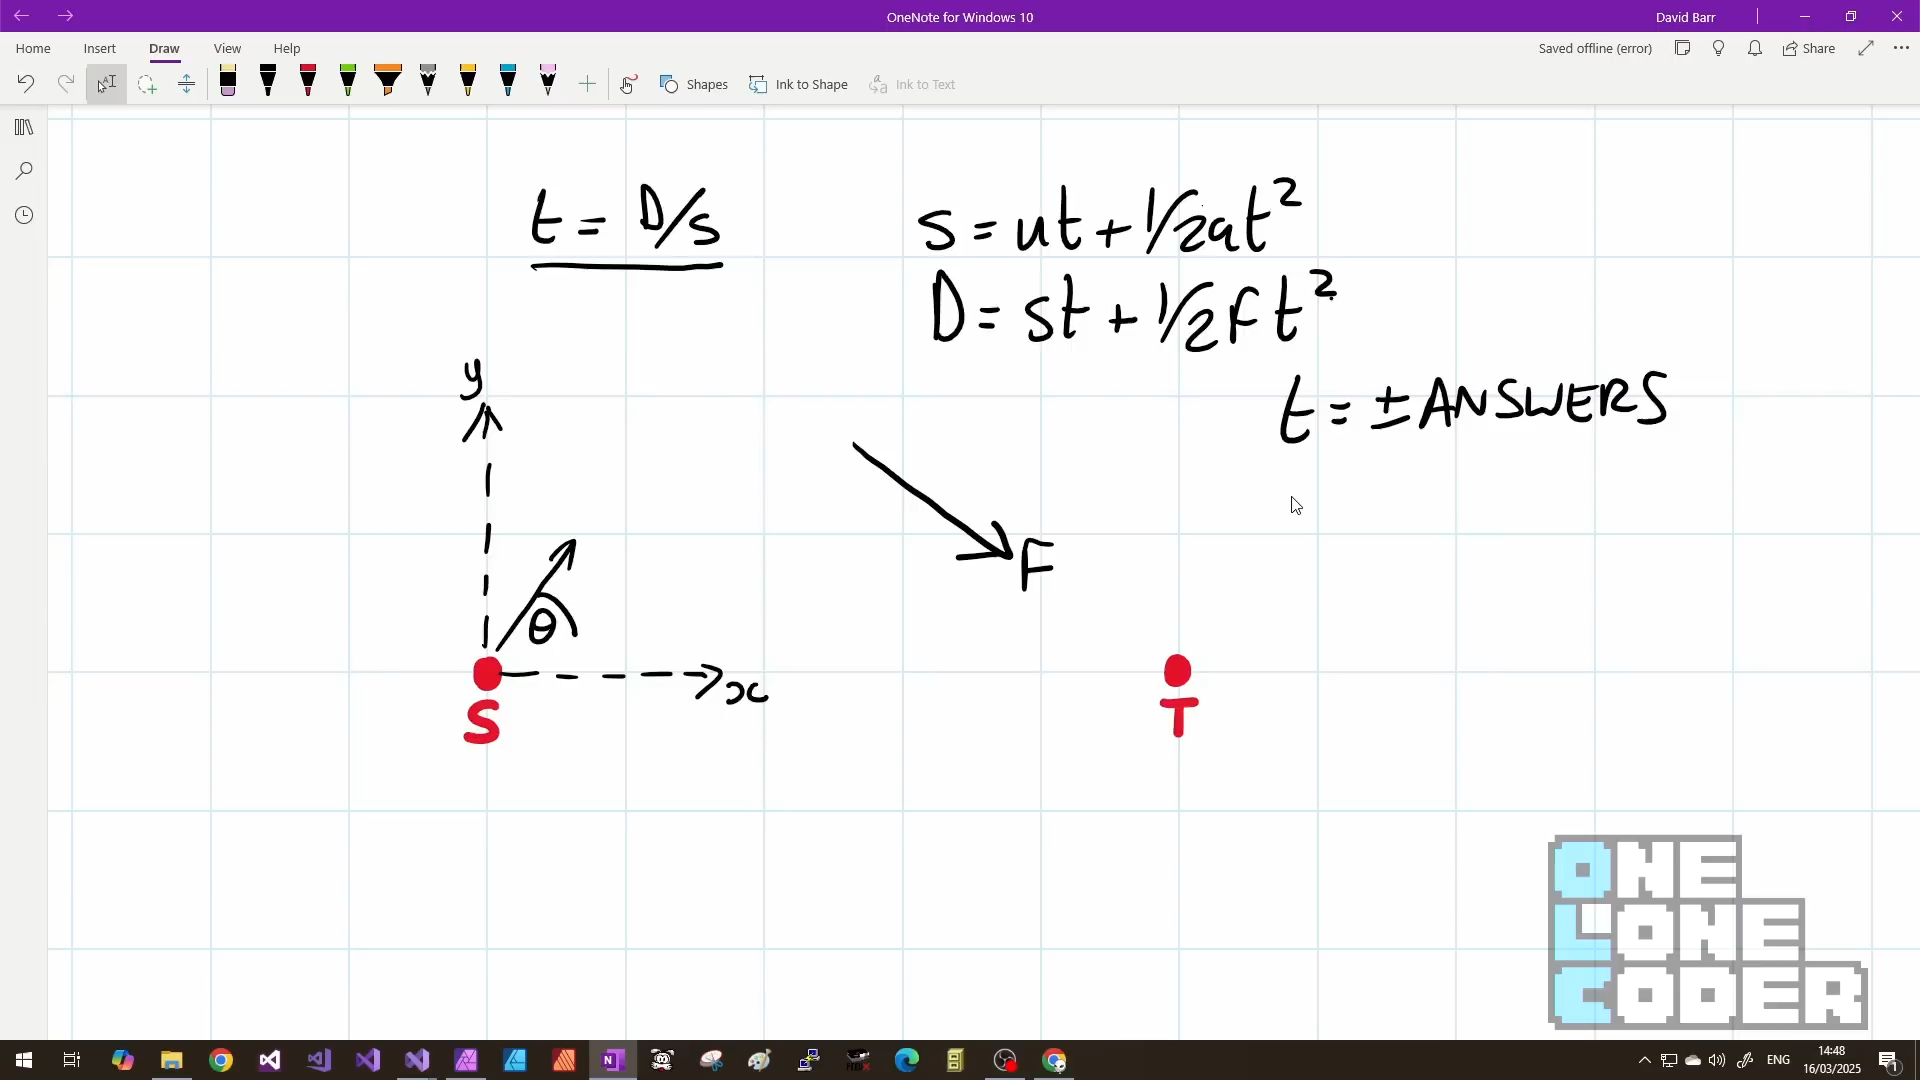 OneNote for Windows 10
David Barr
Home Insert Draw View Help
Saved offline (error)
Share
Shapes
Ink to Shape
Ink to Text
t = D/s
s = ut + 1/2at²
D = st + 1/2Ft²
t = ± ANSWERS
y
F
θ
x
S
T
ONE
LONE
CODER
ENG
14:48
16/03/2025
1